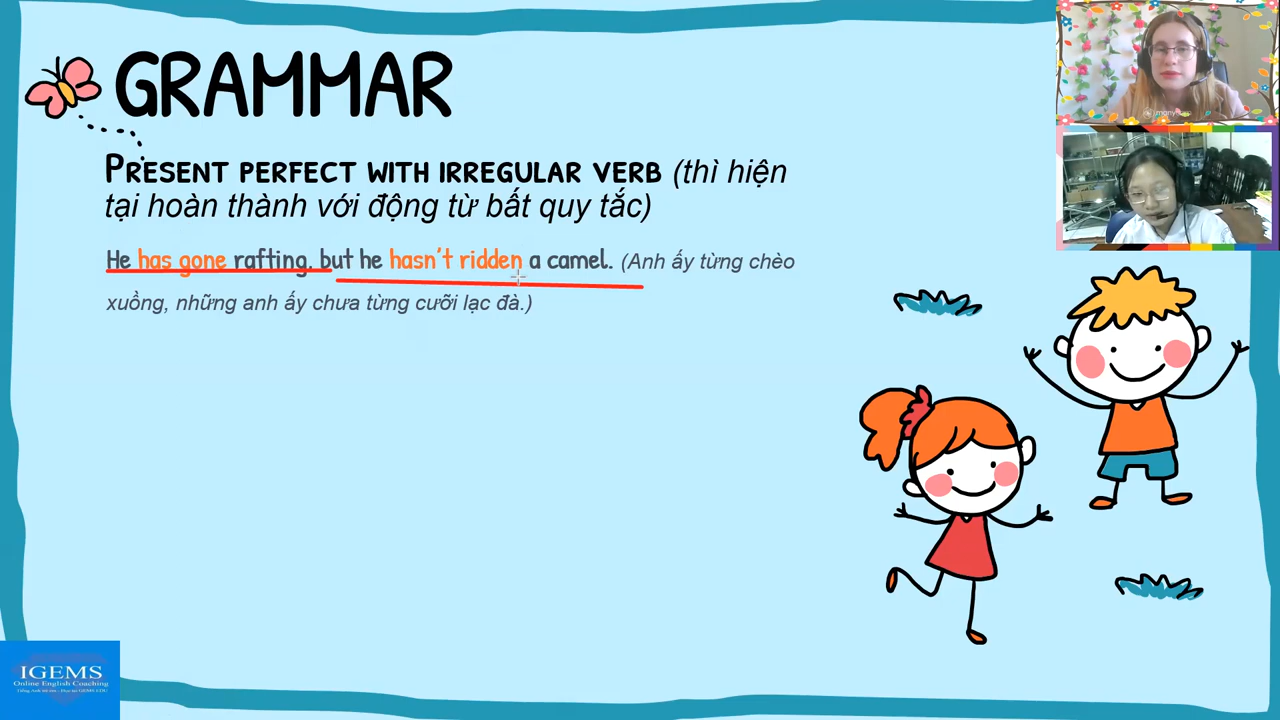 GRAMMAR
PRESENT PERFECT WITH IRREGULAR VERB (thì hiện
tại hoàn thành với động từ bất quy tắc)
He has gone rafting, but he hasn't ridden a camel. (Anh ấy từng chèo
xuồng, những anh ấy chưa từng cưỡi lạc đà.)
IGEMS
Online English Coaching